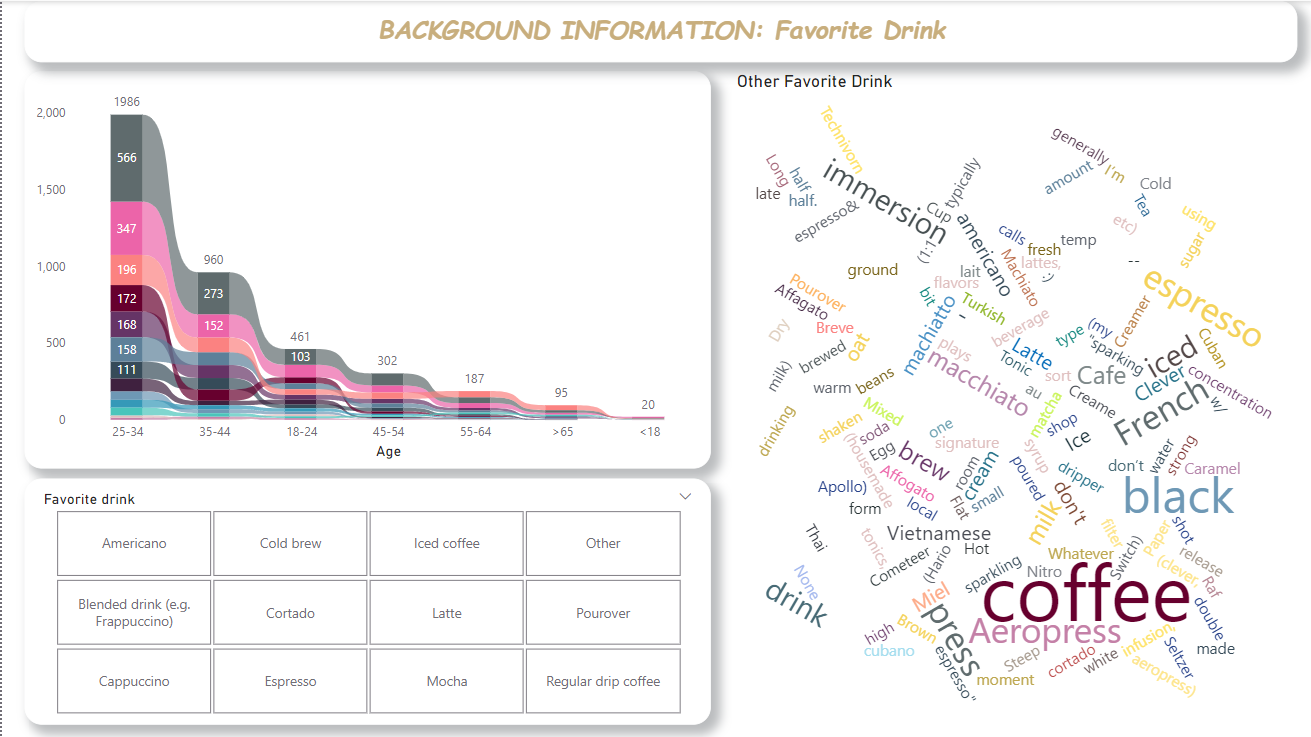 BACKGROUND INFORMATION: Favorite Drink
1986
2,000
566
1,500
347
960
1,000
196
273
172
152
461
500
168
302
158
103
187
111
95
20
0
25-34
35-44
18-24
45-54
55-64
>65
<18
Age
Favorite drink
Americano
Cold brew
Iced coffee
Other
Blended drink (e.g.
Frappuccino)
Cortado
Latte
Pourover
Cappuccino
Espresso
Mocha
Regular drip coffee
Other Favorite Drink
Technivorn
generally
I'm
Long
half
immersion
typically
amount
Cold
late
half.
Cup
Tea
using
espresso&
americano
etc)
(1:1
calls
temp
sugar
fresh
lattes,
--
ground
lait
Machiato
:)
flavors
espresso
Pourover
bit
Turkish
Affagato
-
Creamer
Dry
Breve
machiatto
beverage
type
(my
"sparking
Cuban
oat
plays
Latte
iced
milk)
brewed
macchiato
Tonic
sort
Cafe
Clever
concentration
warm
beans
au
Creame
French
w/
drinking
Mixed
matcha
shaken
soda
one
shop
Ice
(housemade
Egg
signature
brew
syrup
water
strong
room
cream
poured
dripper
don’t
Caramel
Affogato
Apollo)
small
don't
black
form
local
Flat
milk
filter
Paper
shot
Thai
tonics,
Vietnamese
Hot
Whatever
Switch)
release
Cometeer
(Hario
sparkling
Nitro
(clever,
Raf
None
Miel
coffee
drink
press
Aeropress
double
high
Brown
infusion,
made
cubano
espresso"
Steep
cortado
white
Seltzer
moment
aeropress)